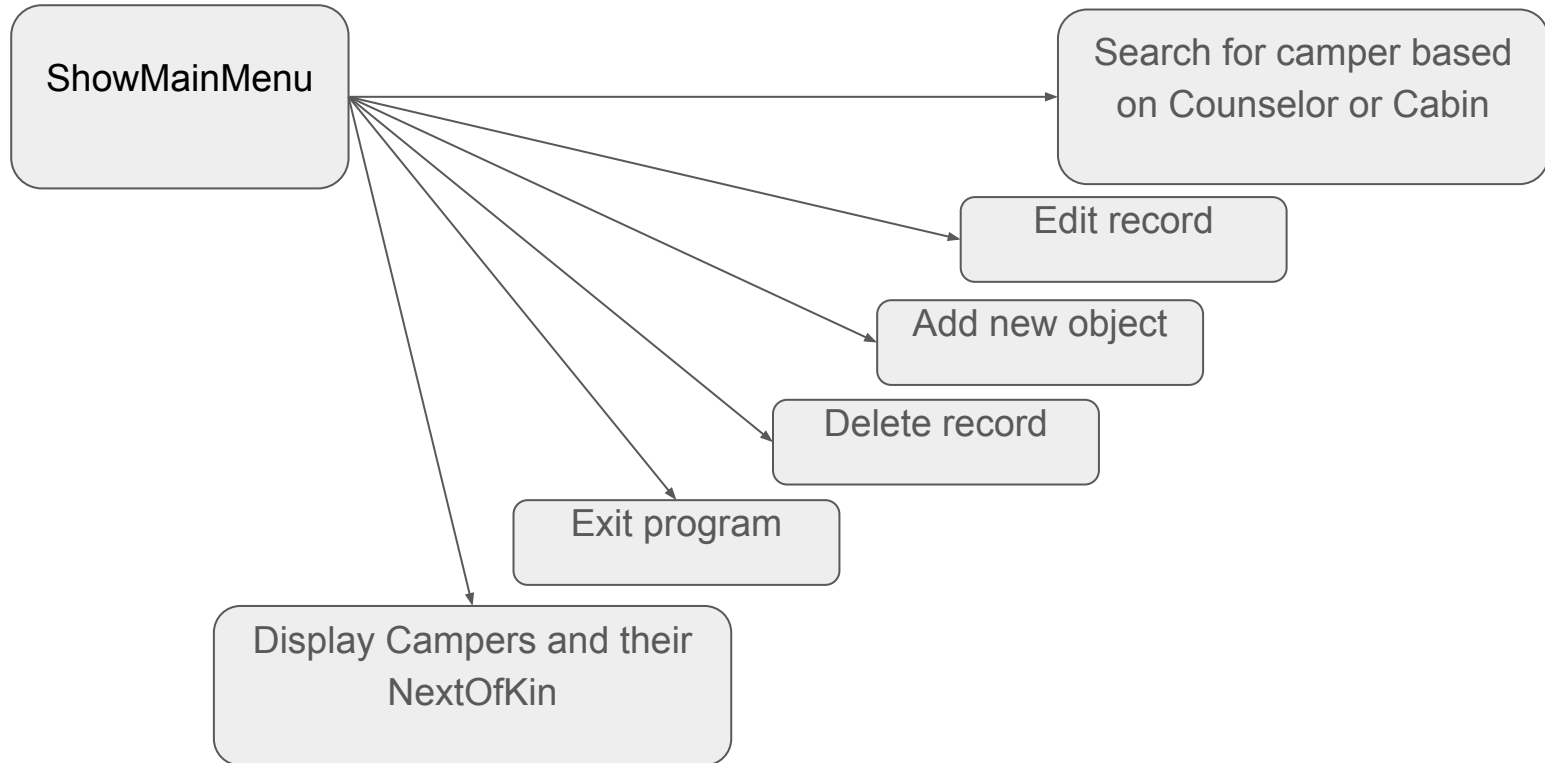 ShowMainMenu
Search for camper based
on Counselor or Cabin
Edit record
Add new object
Delete record
Exit program
Display Campers and their
NextOfKin